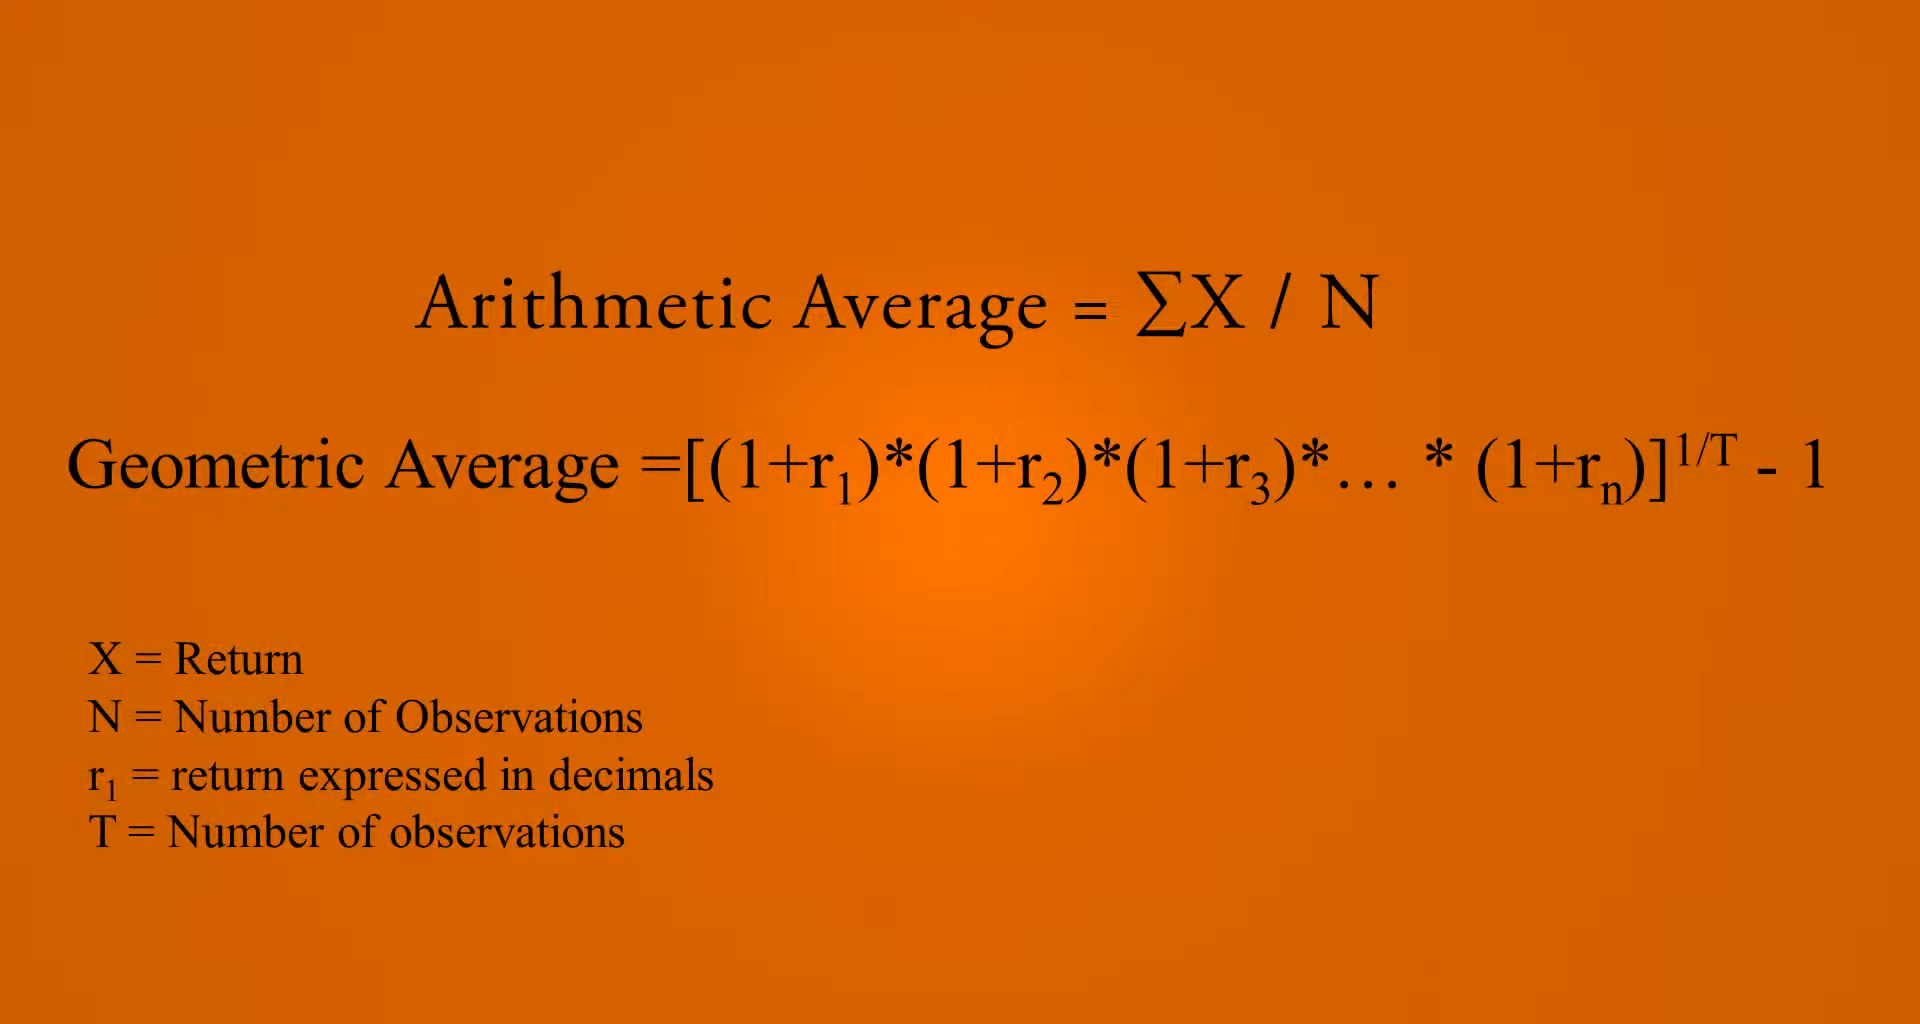 Arithmetic Average = ∑X / N
Geometric Average =[(1+r₁)*(1+r₂)*(1+r₃)*… * (1+rₙ)]¹/ᵀ - 1
X = Return
N = Number of Observations
r₁ = return expressed in decimals
T = Number of observations